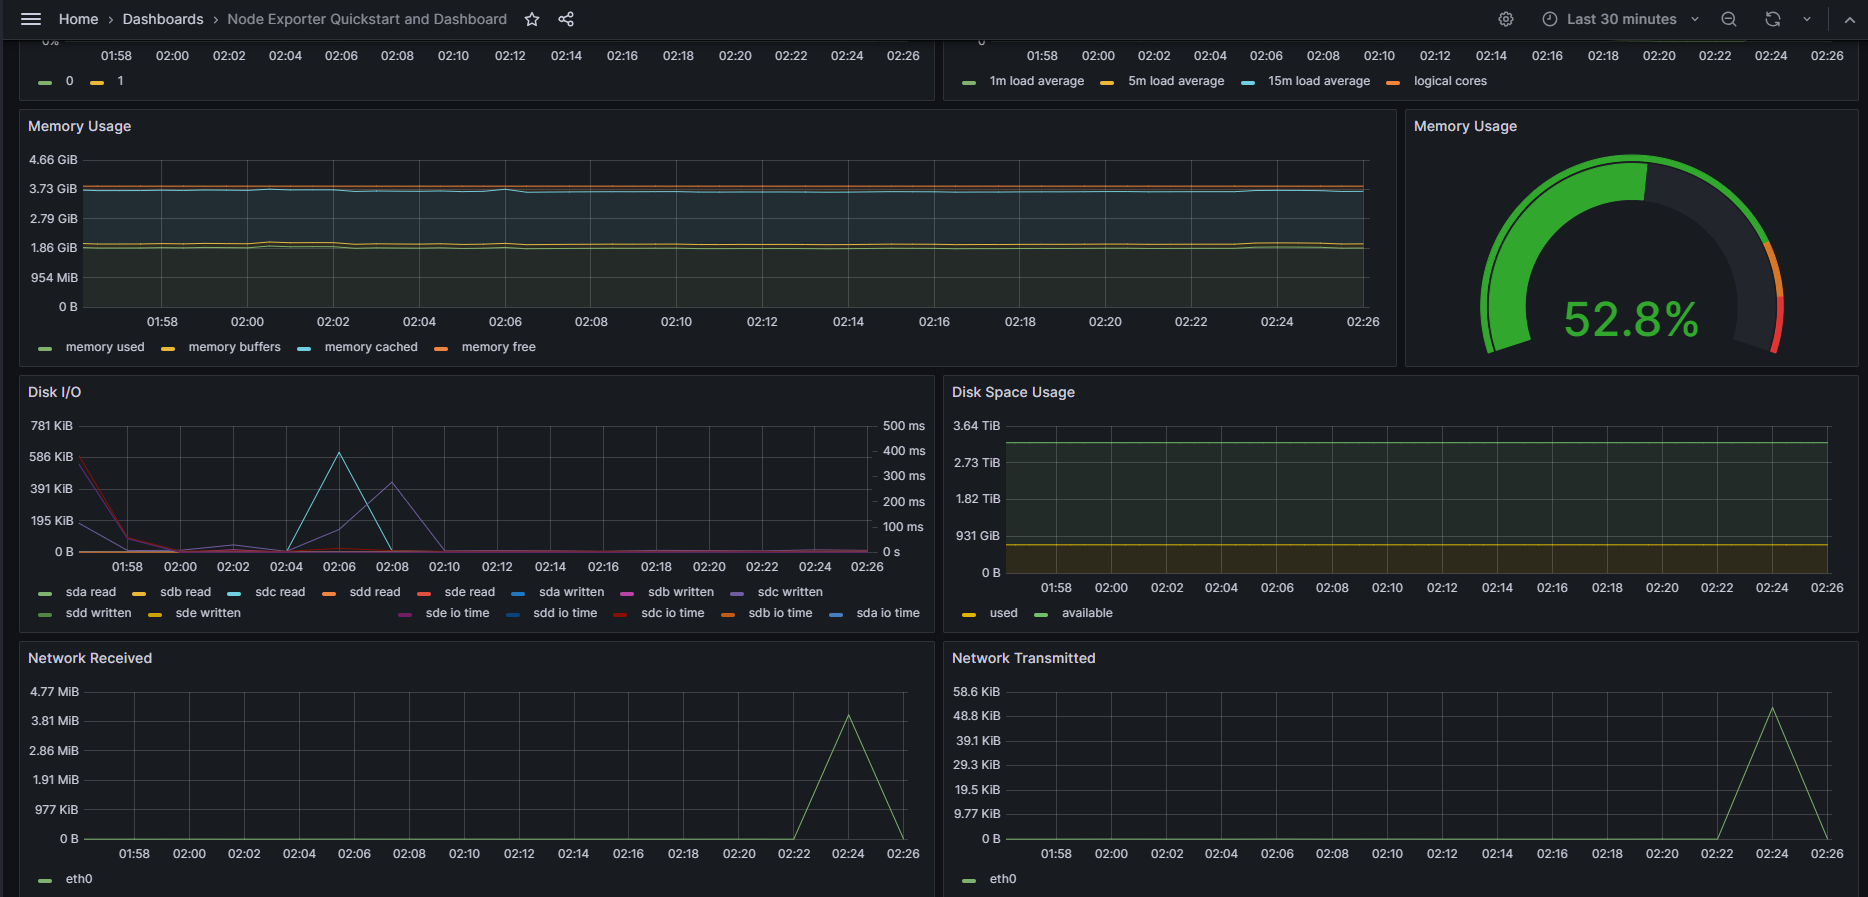 Home › Dashboards › Node Exporter Quickstart and Dashboard
Last 30 minutes
0%
01:58 02:00 02:02 02:04 02:06 02:08 02:10 02:12 02:14 02:16 02:18 02:20 02:22 02:24 02:26
0 1
0
01:58 02:00 02:02 02:04 02:06 02:08 02:10 02:12 02:14 02:16 02:18 02:20 02:22 02:24 02:26
1m load average 5m load average 15m load average logical cores
Memory Usage
4.66 GiB
3.73 GiB
2.79 GiB
1.86 GiB
954 MiB
0 B
01:58 02:00 02:02 02:04 02:06 02:08 02:10 02:12 02:14 02:16 02:18 02:20 02:22 02:24 02:26
memory used memory buffers memory cached memory free
Memory Usage
52.8%
Disk I/O
781 KiB
586 KiB
391 KiB
195 KiB
0 B
500 ms
400 ms
300 ms
200 ms
100 ms
0 s
01:58 02:00 02:02 02:04 02:06 02:08 02:10 02:12 02:14 02:16 02:18 02:20 02:22 02:24 02:26
sda read sdb read sdc read sdd read sde read sda written sdb written sdc written
sdd written sde written sde io time sdd io time sdc io time sdb io time sda io time
Disk Space Usage
3.64 TiB
2.73 TiB
1.82 TiB
931 GiB
0 B
01:58 02:00 02:02 02:04 02:06 02:08 02:10 02:12 02:14 02:16 02:18 02:20 02:22 02:24 02:26
used available
Network Received
4.77 MiB
3.81 MiB
2.86 MiB
1.91 MiB
977 KiB
0 B
01:58 02:00 02:02 02:04 02:06 02:08 02:10 02:12 02:14 02:16 02:18 02:20 02:22 02:24 02:26
eth0
Network Transmitted
58.6 KiB
48.8 KiB
39.1 KiB
29.3 KiB
19.5 KiB
9.77 KiB
0 B
01:58 02:00 02:02 02:04 02:06 02:08 02:10 02:12 02:14 02:16 02:18 02:20 02:22 02:24 02:26
eth0